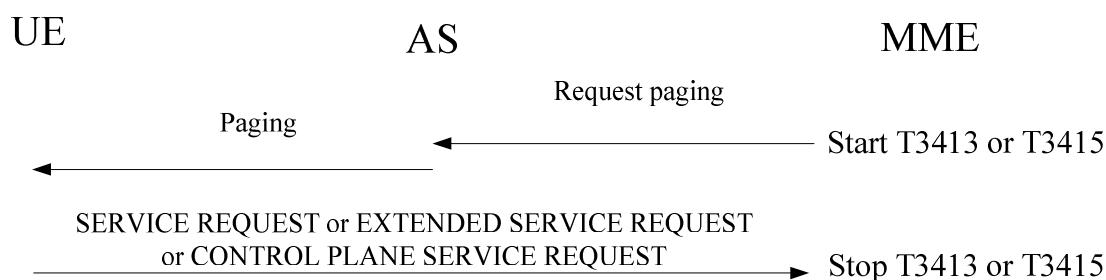 UE
AS
MME
Request paging
Paging
Start T3413 or T3415
SERVICE REQUEST or EXTENDED SERVICE REQUEST
or CONTROL PLANE SERVICE REQUEST
Stop T3413 or T3415